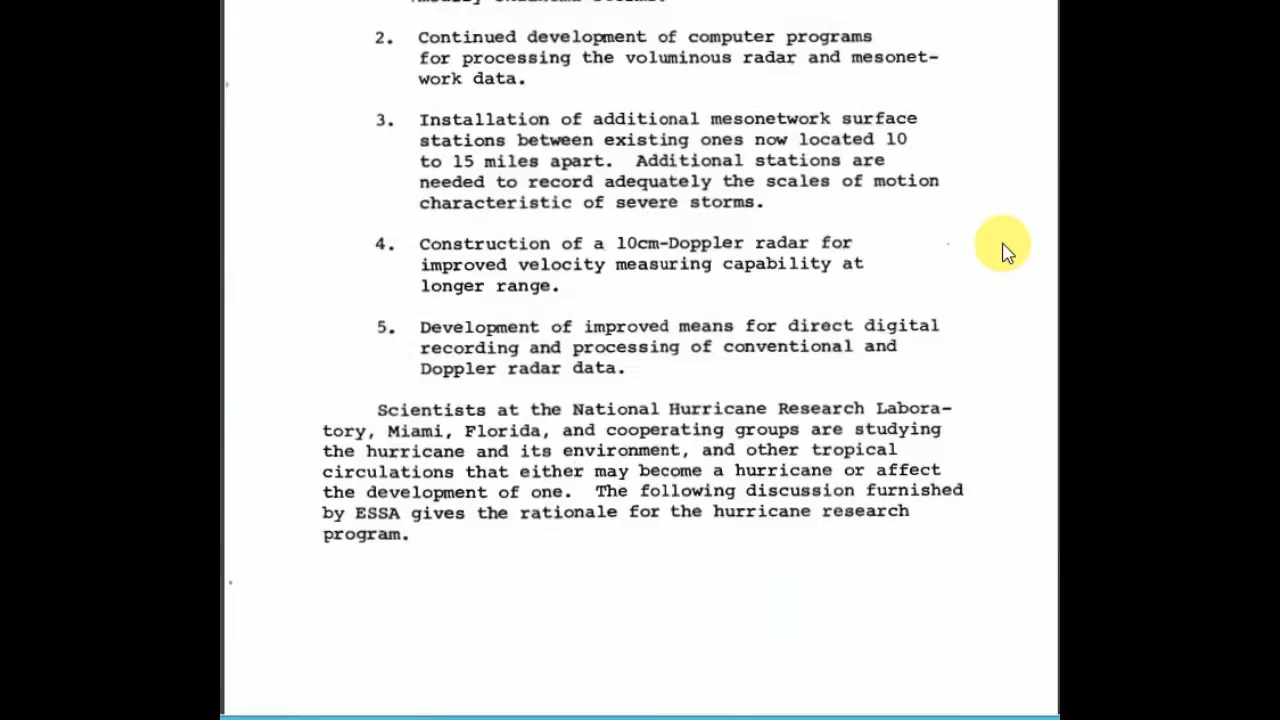 2. Continued development of computer programs
for processing the voluminous radar and mesonet-
work data.
3. Installation of additional mesonetwork surface
stations between existing ones now located 10
to 15 miles apart. Additional stations are
needed to record adequately the scales of motion
characteristic of severe storms.
4. Construction of a 10cm-Doppler radar for
improved velocity measuring capability at
longer range.
5. Development of improved means for direct digital
recording and processing of conventional and
Doppler radar data.
Scientists at the National Hurricane Research Labora-
tory, Miami, Florida, and cooperating groups are studying
the hurricane and its environment, and other tropical
circulations that either may become a hurricane or affect
the development of one. The following discussion furnished
by ESSA gives the rationale for the hurricane research
program.